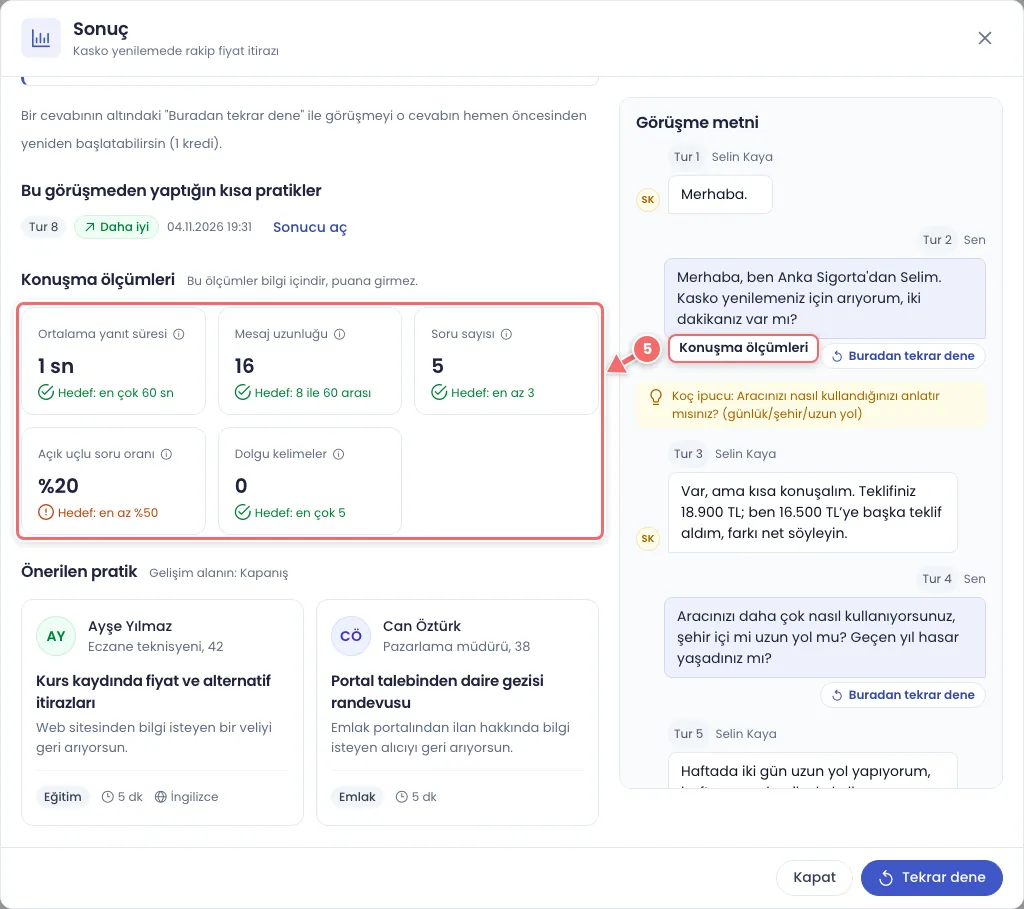 Sonuç
Kasko yenilemede rakip fiyat itirazı
Bir cevabının altındaki "Buradan tekrar dene" ile görüşmeyi o cevabın hemen öncesinden
yeniden başlatabilirsin (1 kredi).
Bu görüşmeden yaptığın kısa pratikler
Tur 8 Daha iyi 04.11.2026 19:31 Sonucu aç
Konuşma ölçümleri Bu ölçümler bilgi içindir, puana girmez.
Ortalama yanıt süresi
1 sn
Hedef: en çok 60 sn
Mesaj uzunluğu
16
Hedef: 8 ile 60 arası
Soru sayısı
5
Hedef: en az 3
Açık uçlu soru oranı
%20
Hedef: en az %50
Dolgu kelimeler
0
Hedef: en çok 5
Önerilen pratik Gelişim alanın: Kapanış
AY
Ayşe Yılmaz
Eczane teknisyeni, 42
Kurs kaydında fiyat ve alternatif
itirazları
Web sitesinden bilgi isteyen bir veliyi
geri arıyorsun.
Eğitim 5 dk İngilizce
CÖ
Can Öztürk
Pazarlama müdürü, 38
Portal talebinden daire gezisi
randevusu
Emlak portalından ilan hakkında bilgi
isteyen alıcıyı geri arıyorsun.
Emlak 5 dk
Görüşme metni
Tur 1 Selin Kaya
SK
Merhaba.
Tur 2 Sen
Merhaba, ben Anka Sigorta'dan Selim.
Kasko yenilemeniz için arıyorum, iki
dakikanız var mı?
5
Konuşma ölçümleri
Buradan tekrar dene
Koç ipucu: Aracınızı nasıl kullandığınızı anlatır
mısınız? (günlük/şehir/uzun yol)
Tur 3 Selin Kaya
Var, ama kısa konuşalım. Teklifiniz
18.900 TL; ben 16.500 TL’ye başka teklif
aldım, farkı net söyleyin.
SK
Tur 4 Sen
Aracınızı daha çok nasıl kullanıyorsunuz,
şehir içi mi uzun yol mu? Geçen yıl hasar
yaşadınız mı?
Buradan tekrar dene
Tur 5 Selin Kaya
Haftada iki gün uzun yol yapıyorum,
Kapat
Tekrar dene